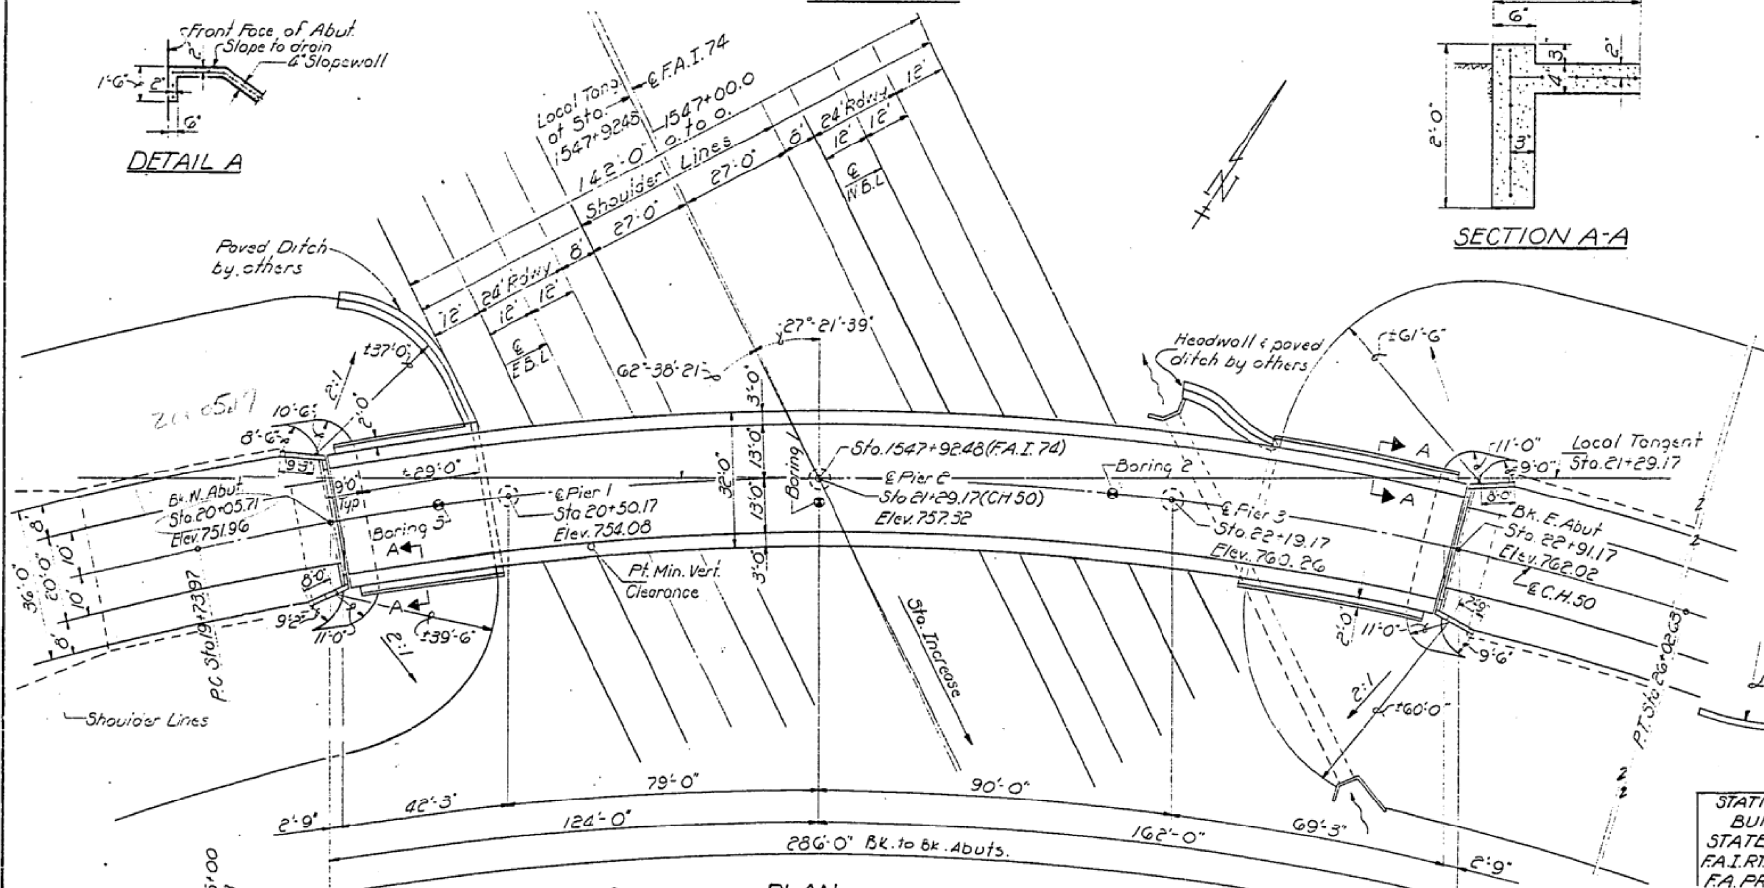 Front Face of Abut.
Slope to drain
4" Slopewall
2"
1'-6"
2"
6"
DETAIL A
Local Tang.
at Sta.
1547+92.48
℄ F.A.I. 74
1547+00.0
142'-0" o. to o.
Shoulder Lines
27'-0"
27'-0"
8'
6'
24' Rdwy
24' Rdwy
12'
12'
12'
12'
12'
12'
℄
N.B.L.
℄
E.B.L.
N
6"
3"
2"
4"
2'-0"
3"
SECTION A-A
Paved Ditch
by others
±37'-0"
2:1
2'-0"
10'-6"
8'-6"
9'-3"
9'-0"
Typ.
±29'-0"
62°-38'-21"
27°-21'-39"
Headwall & paved
ditch by others
±61'-6"
3'-0"
13'-0"
32'-0"
13'-0"
3'-0"
Boring 1
Sta. 1547+92.48 (F.A.I. 74)
℄ Pier 2
Sta 21+29.17 (CH 50)
Elev. 757.32
Boring 2
℄ Pier 3
Sta. 22+19.17
Elev. 760.26
A
A
11'-0"
9'-0"
8'-0"
Local Tangent
Sta. 21+29.17
Bk. E. Abut
Sta. 22+91.17
Elev. 762.02
℄ C.H. 50
Bk. W. Abut.
Sta. 20+05.71
Elev. 751.96
Boring 3
A
℄ Pier 1
Sta 20+50.17
Elev. 754.08
Pt. Min. Vert.
Clearance
36'-0"
20'-0"
8'
10'
10'
8'
P.C. Sta 19+73.97
8'-0"
9'-2"
11'-0"
A
2:1
±39'-6"
Shoulder Lines
Sta. Increase
2'-0"
11'-0"
2'-9"
9'-6"
2:1
±60'-0"
P.T. Sta 26+02.63
2'-9"
42'-3"
79'-0"
90'-0"
69'-3"
124'-0"
162'-0"
286'-0" Bk. to Bk. Abuts.
2'-9"
PLAN
STATI
BUI
STATE
F.A.I. RT
F.A. PR